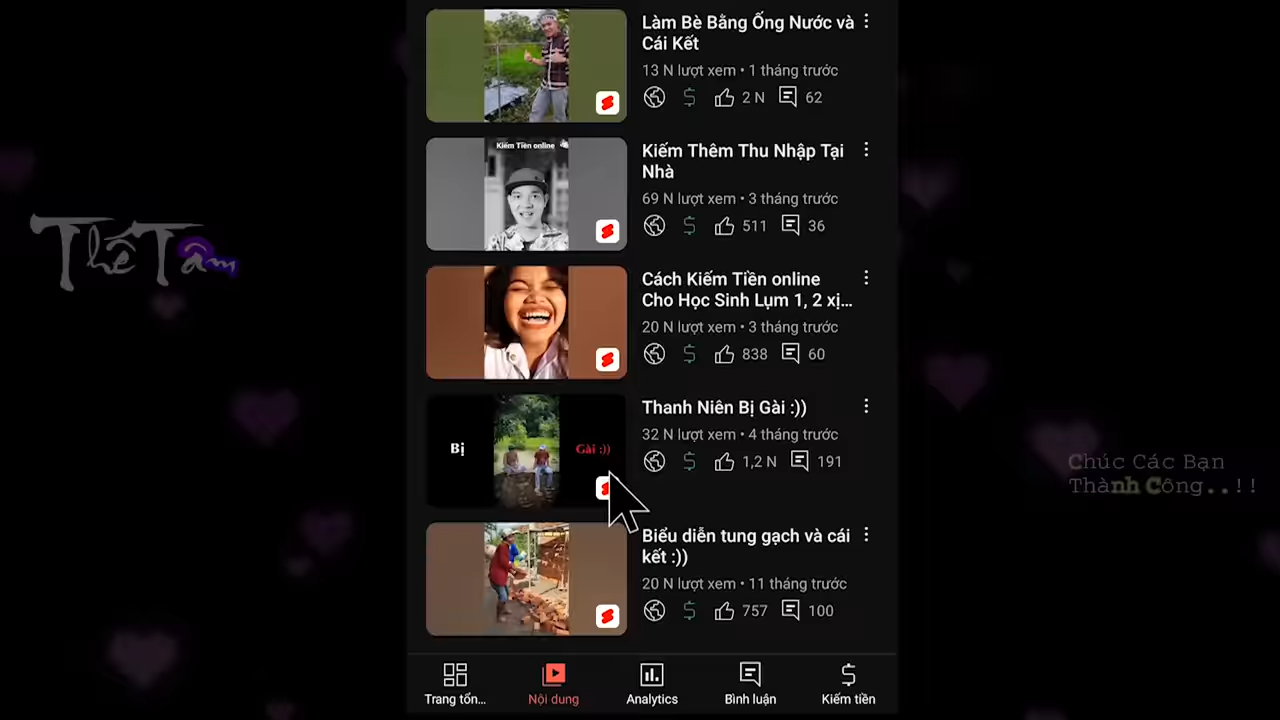 Làm Bè Bằng Ống Nước và
Cái Kết
13 N lượt xem • 1 tháng trước
2 N
62
Kiếm Tiền online
Kiếm Thêm Thu Nhập Tại
Nhà
69 N lượt xem • 3 tháng trước
511
36
Thế Tâm
Cách Kiếm Tiền online
Cho Học Sinh Lụm 1, 2 xị...
20 N lượt xem • 3 tháng trước
838
60
Bị
Gài :))
Thanh Niên Bị Gài :))
32 N lượt xem • 4 tháng trước
1,2 N
191
Chúc Các Bạn
Thành Công..!!
Biểu diễn tung gạch và cái
kết :))
20 N lượt xem • 11 tháng trước
757
100
Trang tổn...
Nội dung
Analytics
Bình luận
Kiếm tiền